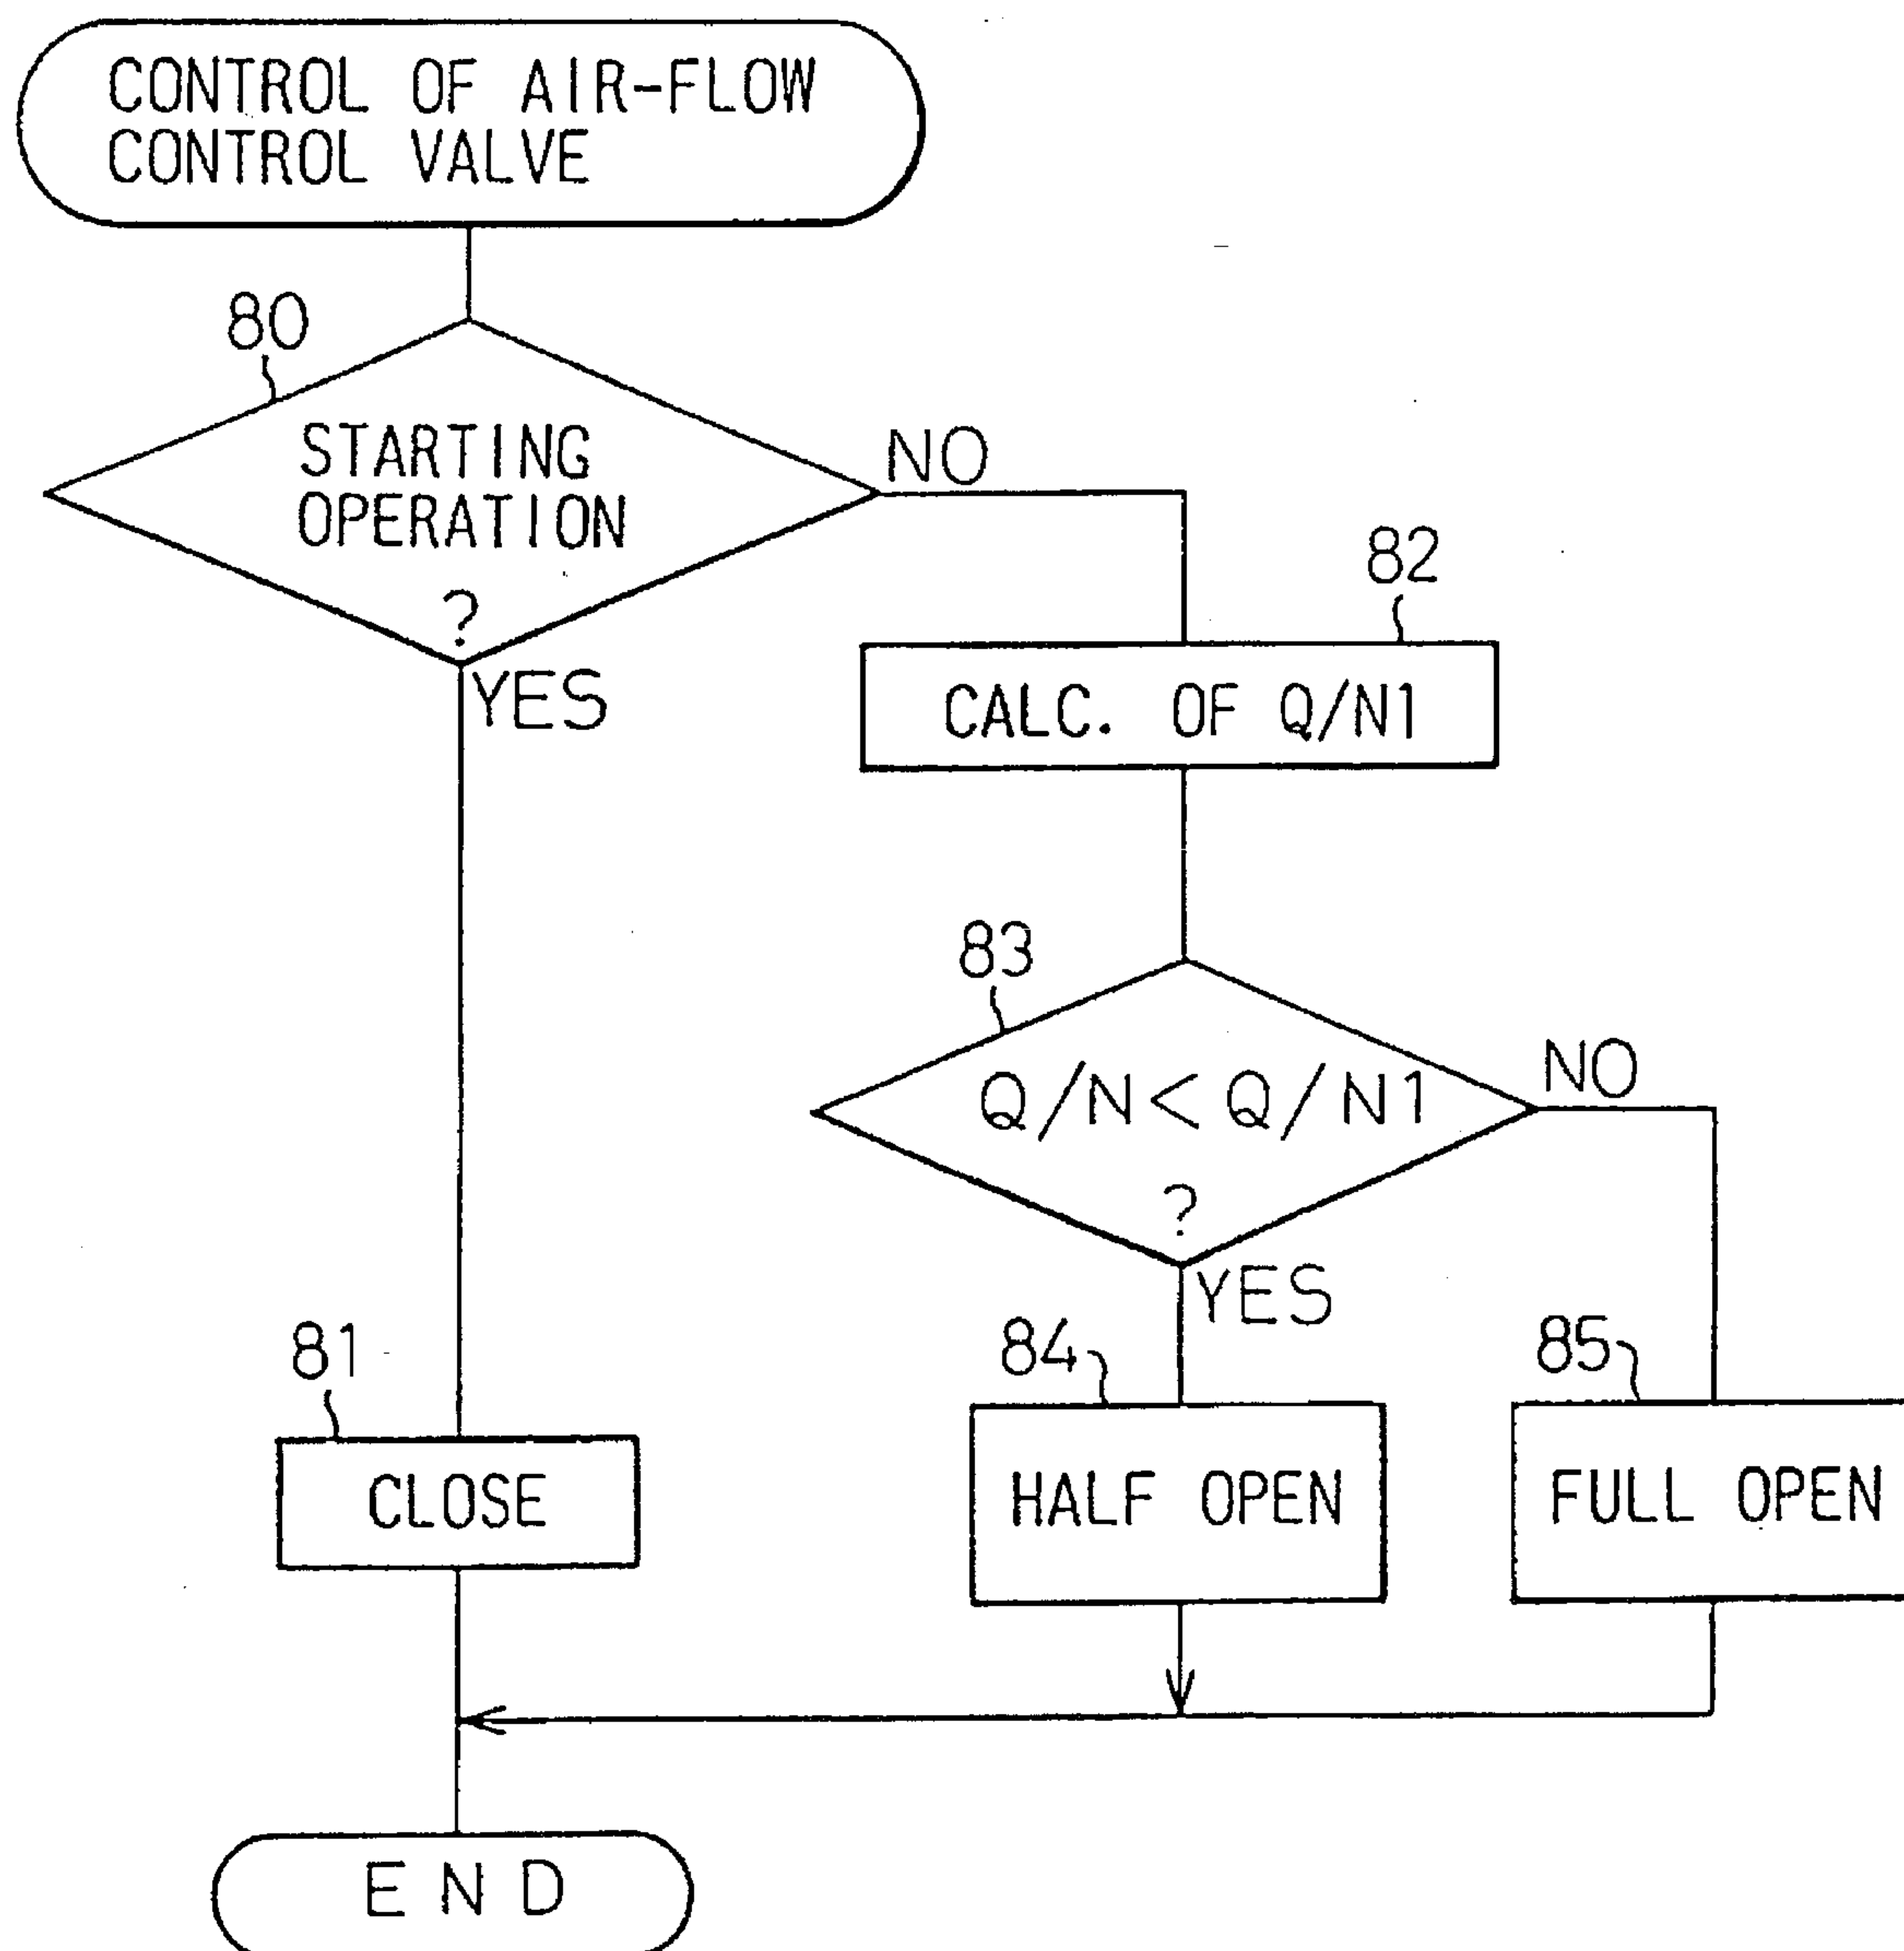 CONTROL OF AIR-FLOW
CONTROL VALVE
80
STARTING
OPERATION
?
NO
YES
82
CALC. OF Q/N1
83
Q/N<Q/N1
?
NO
YES
81
CLOSE
84
HALF OPEN
85
FULL OPEN
END